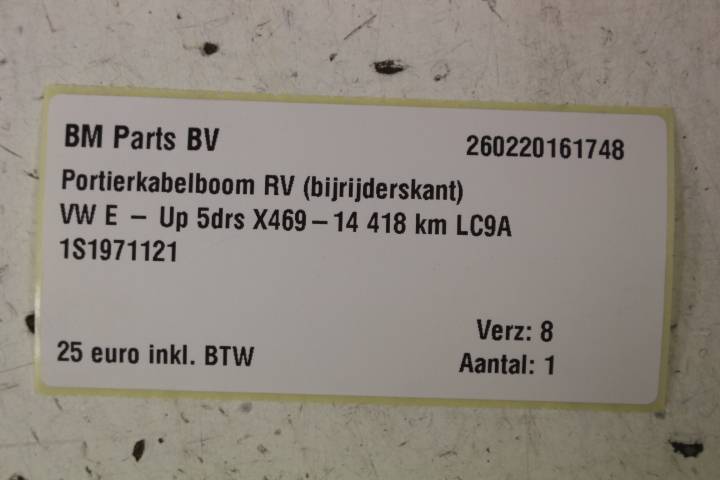 BM Parts BV 260220161748
Portierkabelboom RV (bijrijderskant)
VW E – Up 5drs X469 – 14 418 km LC9A
1S1971121
Verz: 8
25 euro inkl. BTW Aantal: 1